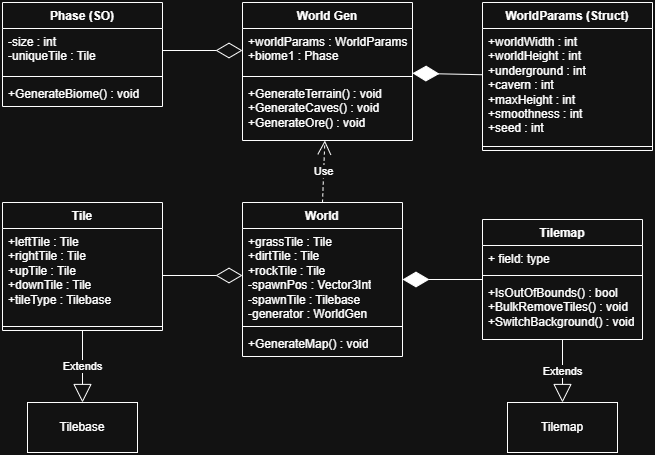 Phase (SO)
-size : int
-uniqueTile : Tile
+GenerateBiome() : void
World Gen
+worldParams : WorldParams
+biome1 : Phase
+GenerateTerrain() : void
+GenerateCaves() : void
+GenerateOre() : void
WorldParams (Struct)
+worldWidth : int
+worldHeight : int
+underground : int
+cavern : int
+maxHeight : int
+smoothness : int
+seed : int
Use
Tile
+leftTile : Tile
+rightTile : Tile
+upTile : Tile
+downTile : Tile
+tileType : Tilebase
World
+grassTile : Tile
+dirtTile : Tile
+rockTile : Tile
-spawnPos : Vector3Int
-spawnTile : Tilebase
-generator : WorldGen
+GenerateMap() : void
Tilemap
+ field: type
+IsOutOfBounds() : bool
+BulkRemoveTiles() : void
+SwitchBackground() : void
Extends
Extends
Tilebase
Tilemap